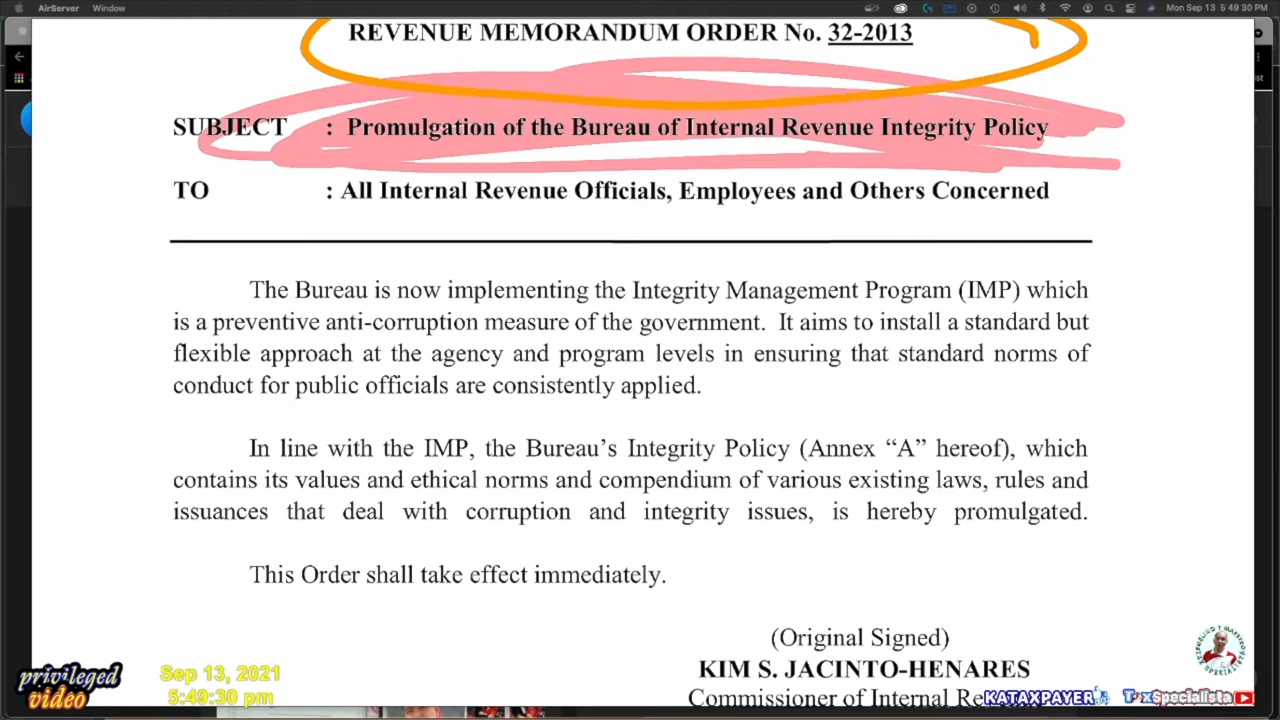 AirServer Window Mon Sep 13 5:49:30 PM
REVENUE MEMORANDUM ORDER No. 32-2013
SUBJECT : Promulgation of the Bureau of Internal Revenue Integrity Policy
TO : All Internal Revenue Officials, Employees and Others Concerned
The Bureau is now implementing the Integrity Management Program (IMP) which
is a preventive anti-corruption measure of the government. It aims to install a standard but
flexible approach at the agency and program levels in ensuring that standard norms of
conduct for public officials are consistently applied.
In line with the IMP, the Bureau's Integrity Policy (Annex “A” hereof), which
contains its values and ethical norms and compendium of various existing laws, rules and
issuances that deal with corruption and integrity issues, is hereby promulgated.
This Order shall take effect immediately.
(Original Signed)
KIM S. JACINTO-HENARES
Commissioner of Internal Re
privileged
video
Sep 13, 2021
5:49:30 pm
KATAXPAYER
Specialista